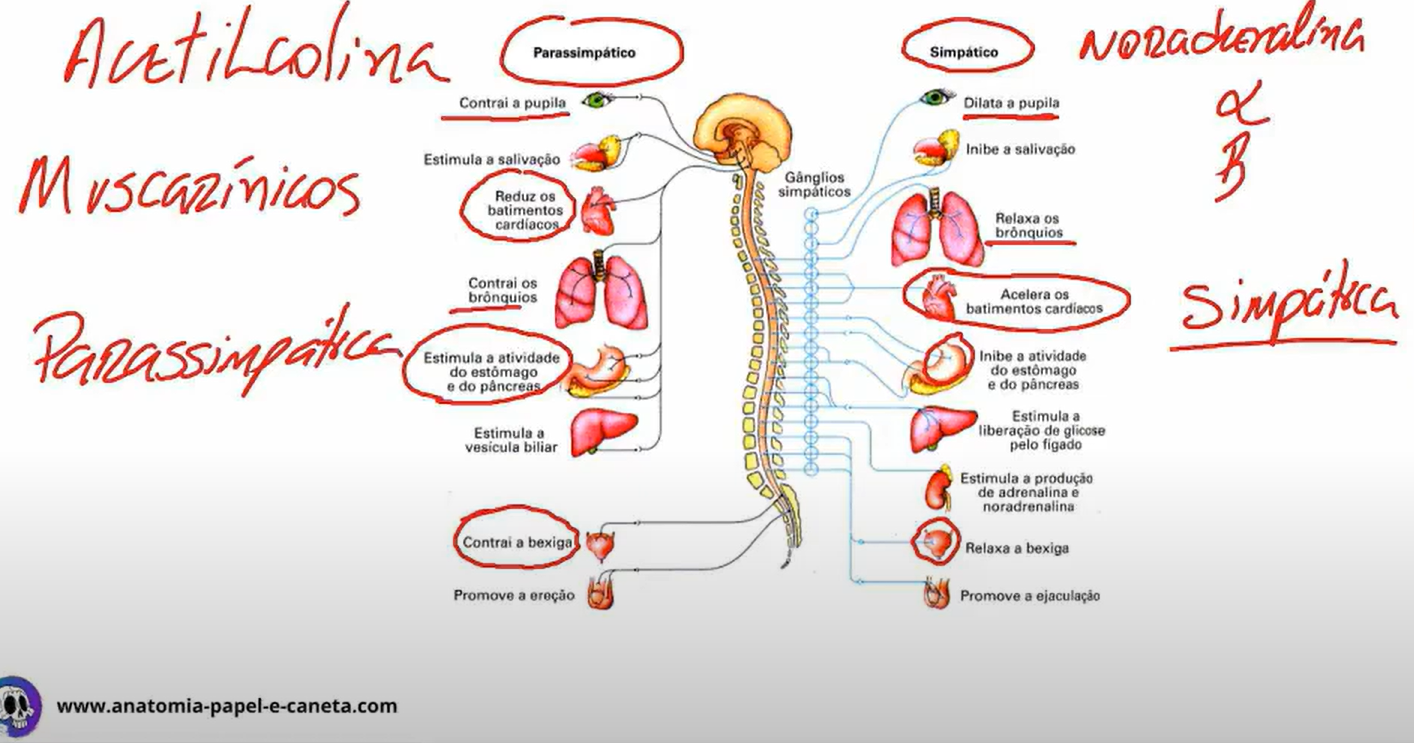 AcetiLcolina
Parassimpático
Simpático
Noradrenalina
α
B
Contrai a pupila
Dilata a pupila
Estimula a salivação
Inibe a salivação
Muscazínicos
Gânglios
simpáticos
Reduz os
batimentos
cardíacos
Relaxa os
brônquios
Contrai os
brônquios
Acelera os
batimentos cardíacos
Simpática
Parassimpática
Estimula a atividade
do estômago
e do pâncreas
Inibe a atividade
do estômago
e do pâncreas
Estimula a
vesícula biliar
Estimula a
liberação de glicose
pelo fígado
Estimula a produção
de adrenalina e
noradrenalina
Contrai a bexiga
Relaxa a bexiga
Promove a ereção
Promove a ejaculação
www.anatomia-papel-e-caneta.com